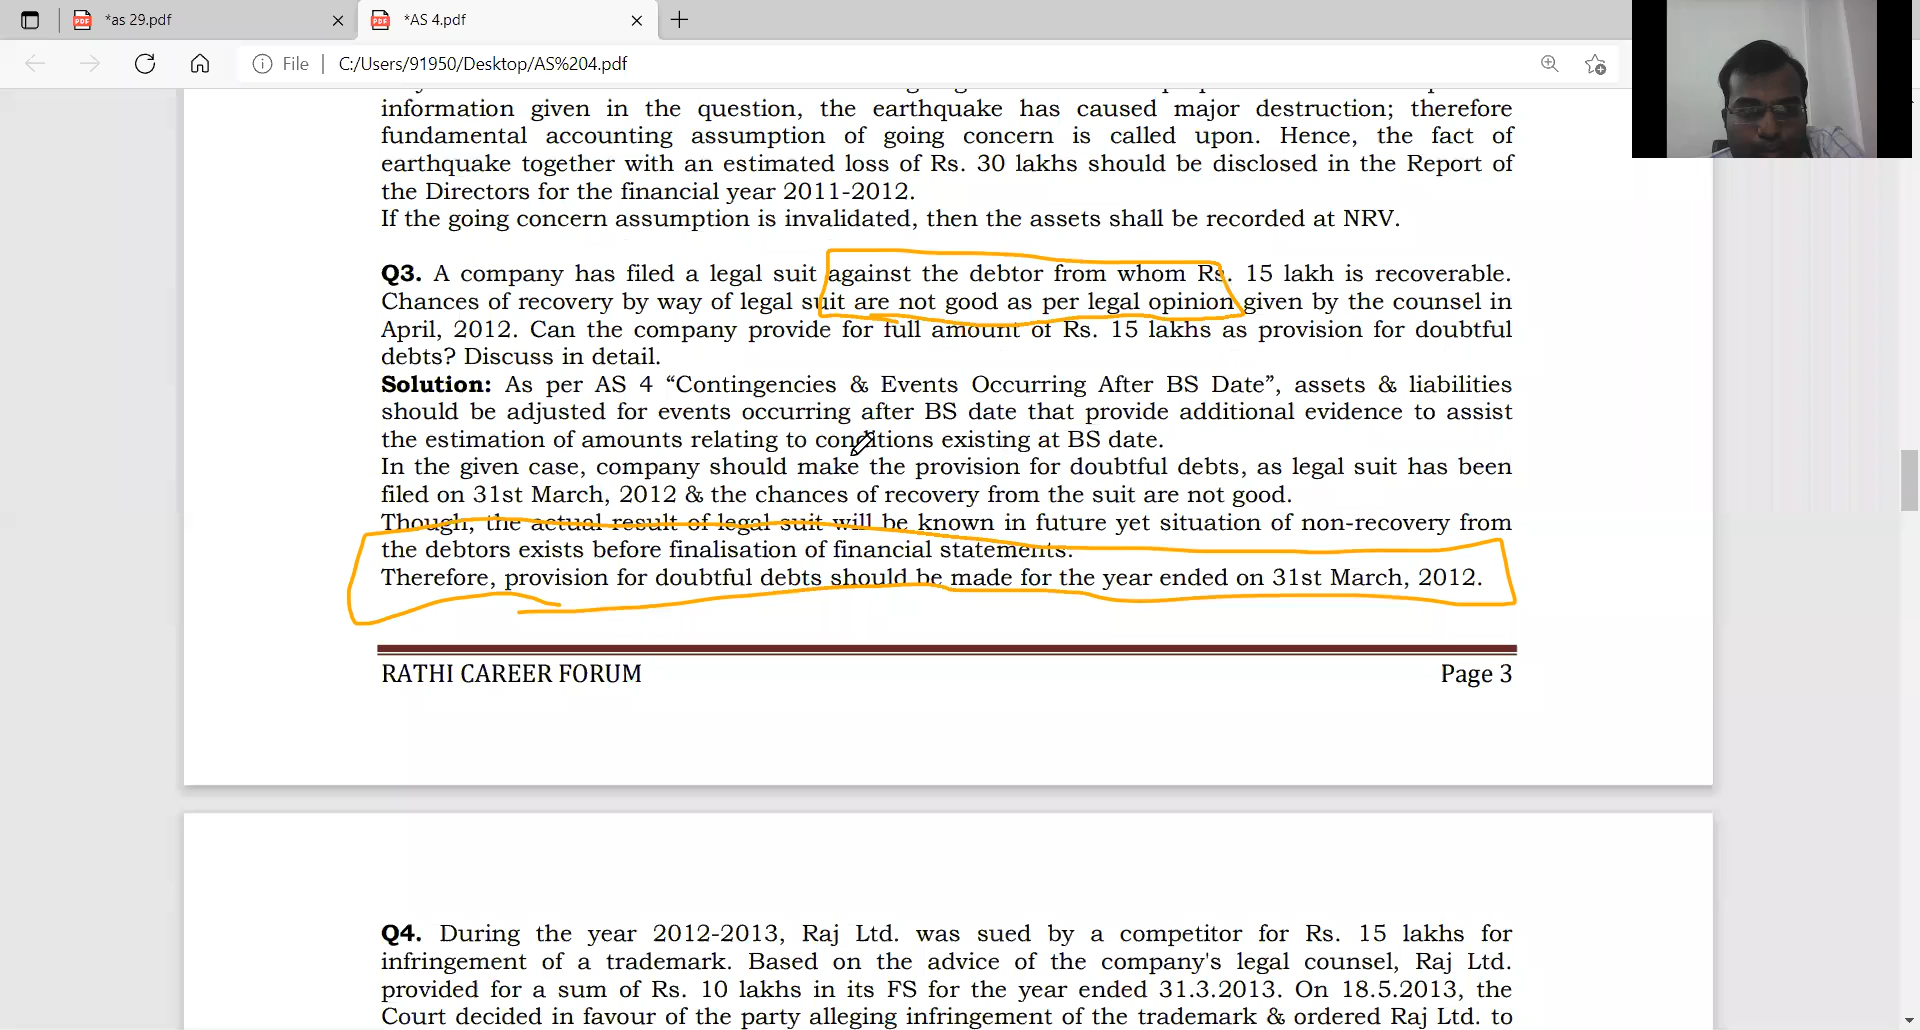 *as 29.pdf
*AS 4.pdf
File
C:/Users/91950/Desktop/AS%204.pdf
information given in the question, the earthquake has caused major destruction; therefore
fundamental accounting assumption of going concern is called upon. Hence, the fact of
earthquake together with an estimated loss of Rs. 30 lakhs should be disclosed in the Report of
the Directors for the financial year 2011-2012.
If the going concern assumption is invalidated, then the assets shall be recorded at NRV.
Q3. A company has filed a legal suit against the debtor from whom Rs. 15 lakh is recoverable.
Chances of recovery by way of legal suit are not good as per legal opinion given by the counsel in
April, 2012. Can the company provide for full amount of Rs. 15 lakhs as provision for doubtful
debts? Discuss in detail.
Solution: As per AS 4 “Contingencies & Events Occurring After BS Date”, assets & liabilities
should be adjusted for events occurring after BS date that provide additional evidence to assist
the estimation of amounts relating to conditions existing at BS date.
In the given case, company should make the provision for doubtful debts, as legal suit has been
filed on 31st March, 2012 & the chances of recovery from the suit are not good.
Though, the actual result of legal suit will be known in future yet situation of non-recovery from
the debtors exists before finalisation of financial statements.
Therefore, provision for doubtful debts should be made for the year ended on 31st March, 2012.
RATHI CAREER FORUM
Page 3
Q4. During the year 2012-2013, Raj Ltd. was sued by a competitor for Rs. 15 lakhs for
infringement of a trademark. Based on the advice of the company's legal counsel, Raj Ltd.
provided for a sum of Rs. 10 lakhs in its FS for the year ended 31.3.2013. On 18.5.2013, the
Court decided in favour of the party alleging infringement of the trademark & ordered Raj Ltd. to